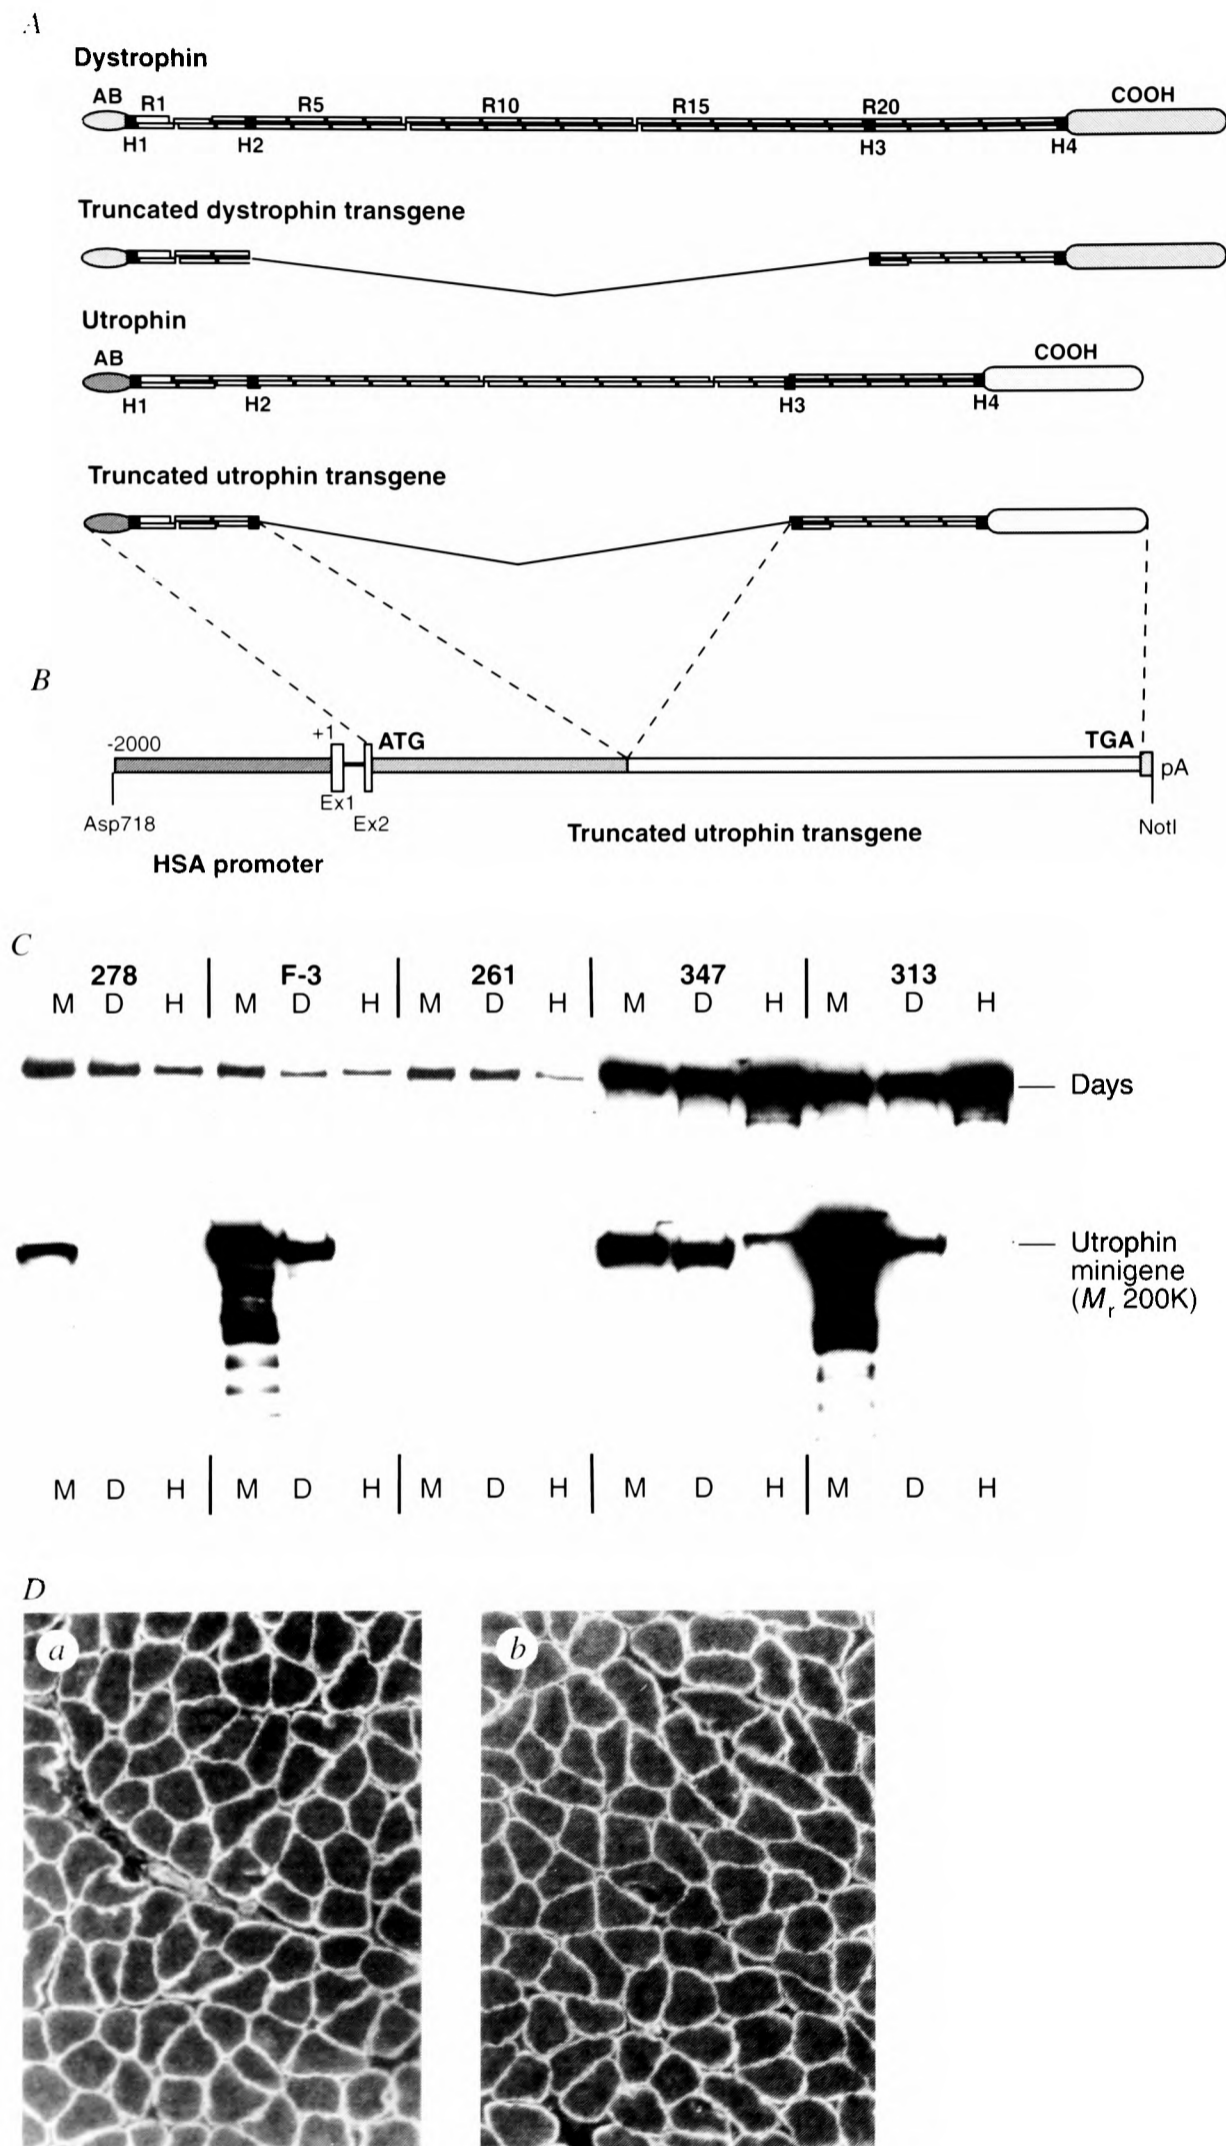 A
Dystrophin
AB R1 R5 R10 R15 R20 COOH
H1 H2 H3 H4
Truncated dystrophin transgene
Utrophin
AB COOH
H1 H2 H3 H4
Truncated utrophin transgene
B
-2000 +1 ATG TGA
pA
Ex1
Asp718 Ex2 NotI
Truncated utrophin transgene
HSA promoter
C
278 F-3 261 347 313
M D H M D H M D H M D H M D H
Days
Utrophin
minigene
(Mr 200K)
M D H M D H M D H M D H M D H
D
a b